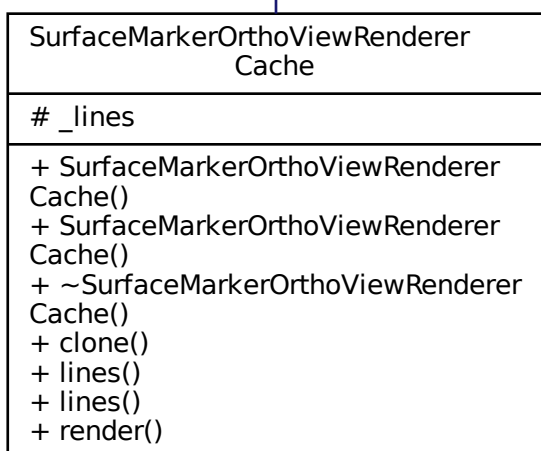 SurfaceMarkerOrthoViewRenderer
Cache
# _lines
+ SurfaceMarkerOrthoViewRenderer
Cache()
+ SurfaceMarkerOrthoViewRenderer
Cache()
+ ~SurfaceMarkerOrthoViewRenderer
Cache()
+ clone()
+ lines()
+ lines()
+ render()